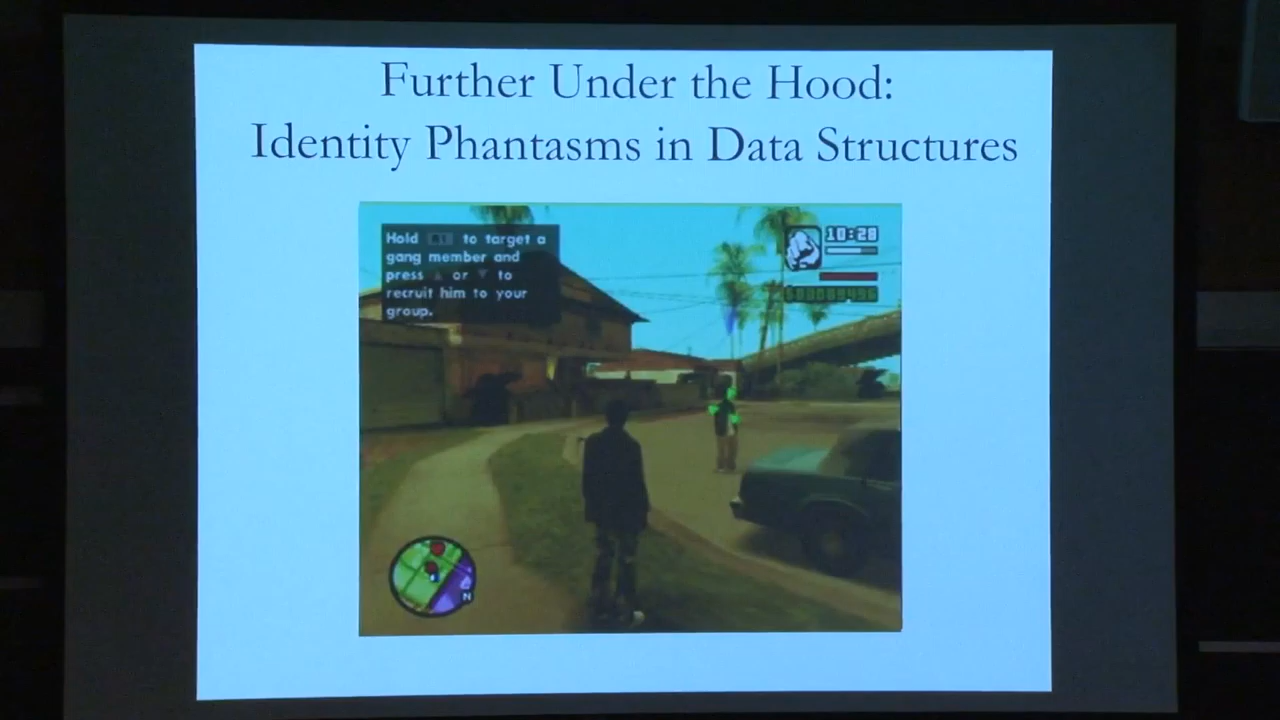 Further Under the Hood:
Identity Phantasms in Data Structures
Hold to target a
gang member and
press or to
recruit him to your
group.
10:28
N